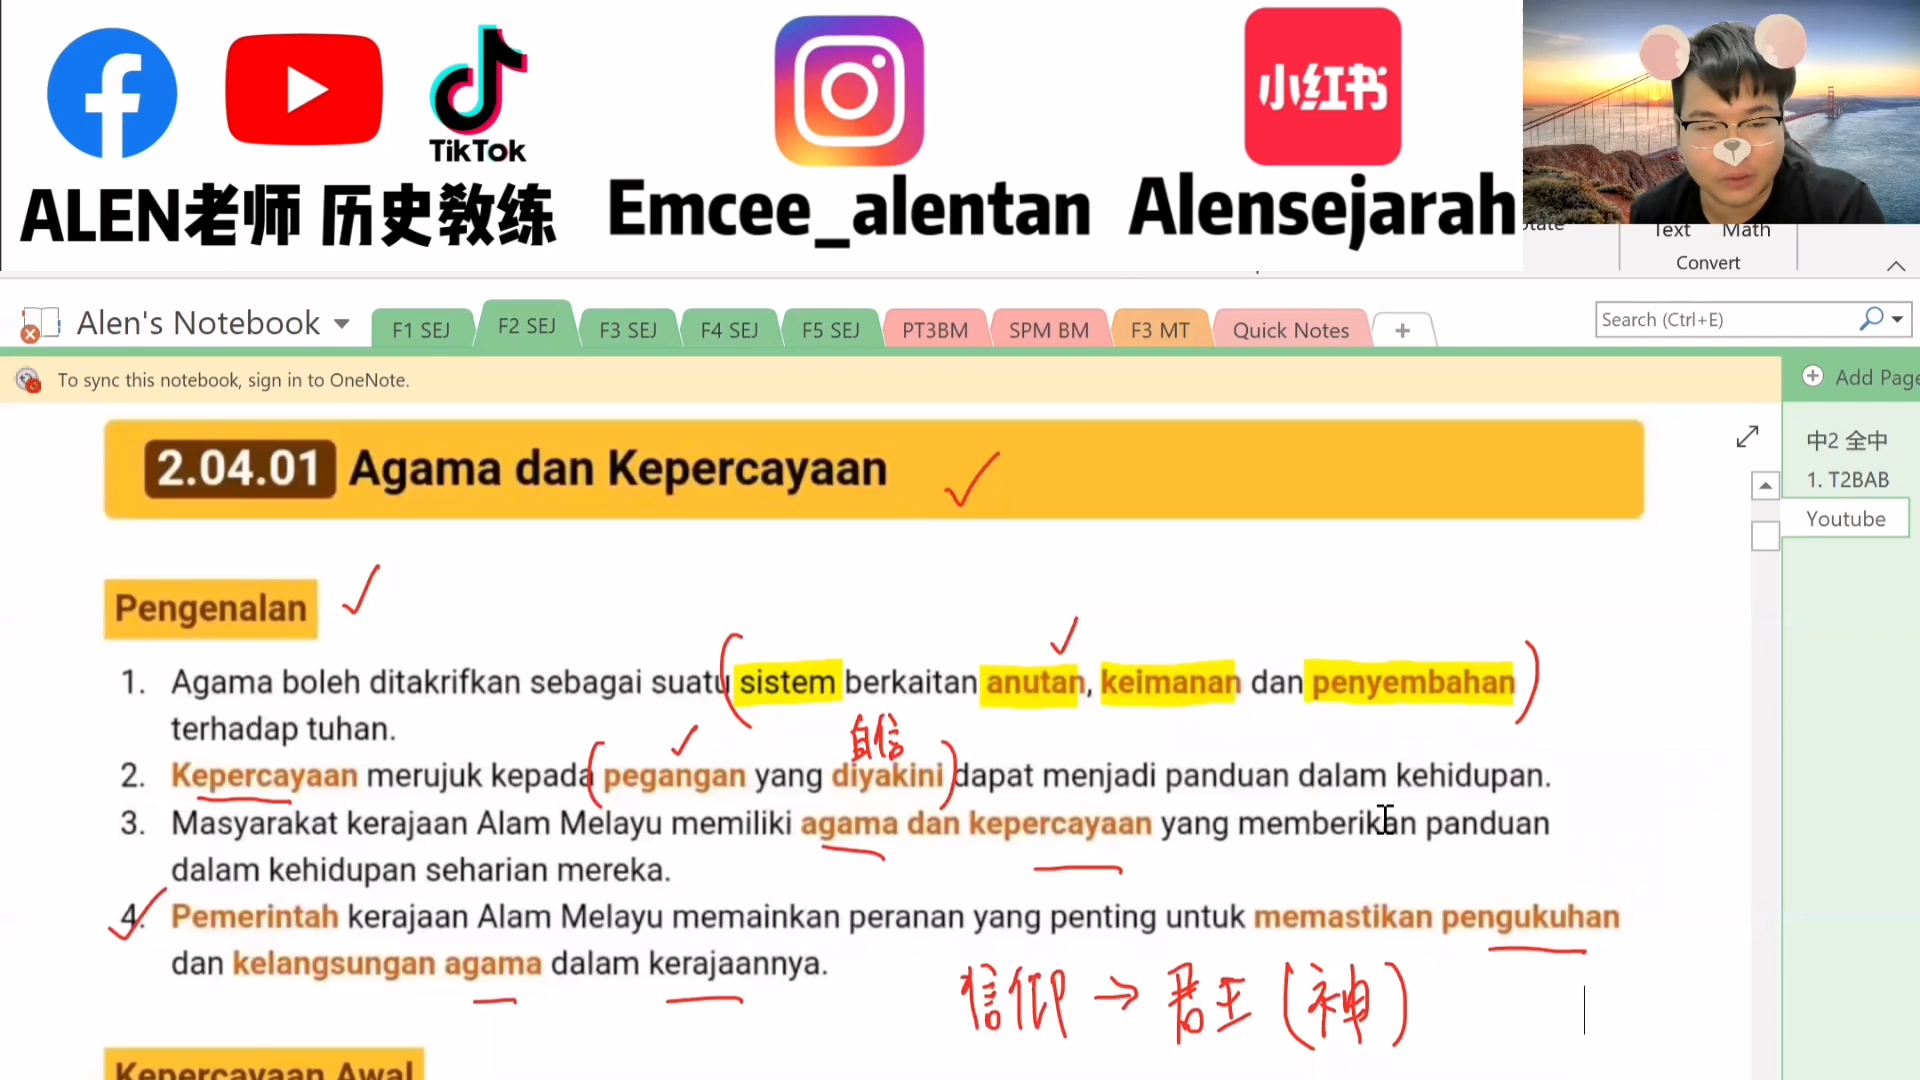 TikTok
小红书
ALEN老师 历史教练
Emcee_alentan
Alensejarah
Text Math
Convert
Alen's Notebook
F1 SEJ
F2 SEJ
F3 SEJ
F4 SEJ
F5 SEJ
PT3BM
SPM BM
F3 MT
Quick Notes
Search (Ctrl+E)
To sync this notebook, sign in to OneNote.
Add Page
中2 全中
1. T2BAB
Youtube
2.04.01 Agama dan Kepercayaan
Pengenalan
1. Agama boleh ditakrifkan sebagai suatu sistem berkaitan anutan, keimanan dan penyembahan
terhadap tuhan.
自信
2. Kepercayaan merujuk kepada pegangan yang diyakini dapat menjadi panduan dalam kehidupan.
3. Masyarakat kerajaan Alam Melayu memiliki agama dan kepercayaan yang memberikan panduan
dalam kehidupan seharian mereka.
4. Pemerintah kerajaan Alam Melayu memainkan peranan yang penting untuk memastikan pengukuhan
dan kelangsungan agama dalam kerajaannya.
信仰 → 君王 (神)
Kepercayaan Awal